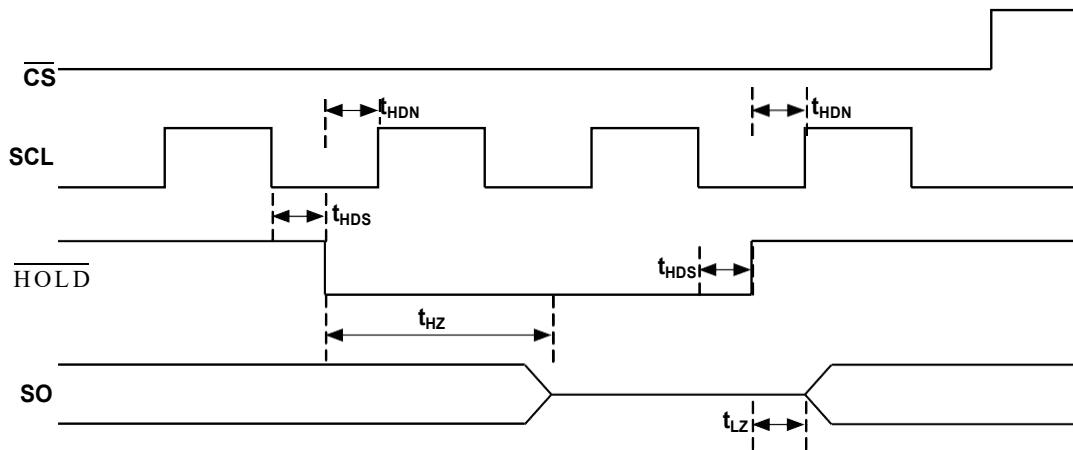 CS
tHDN
tHDN
SCL
tHDS
HOLD
tHDS
tHZ
SO
tLZ